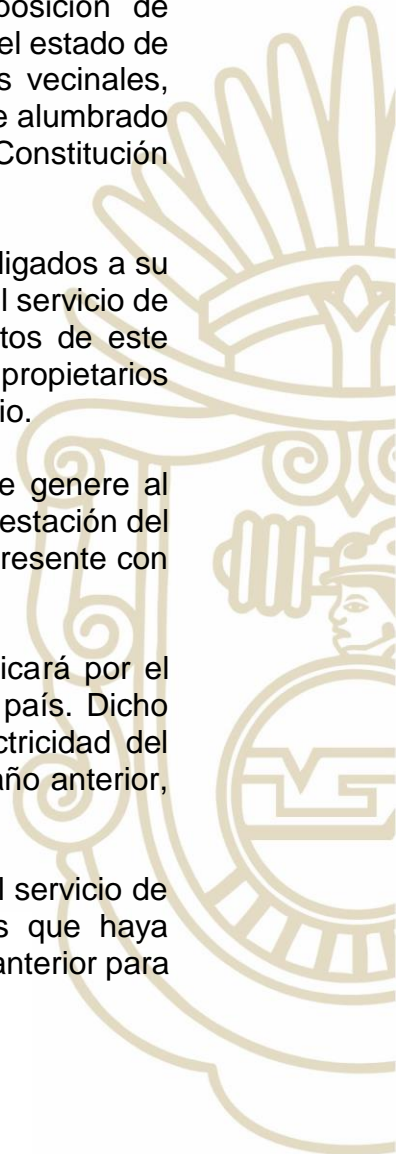 posición de
el estado de
s vecinales,
e alumbrado
Constitución
ligados a su
l servicio de
tos de este
propietarios
io.
e genere al
estación del
resente con
icará por el
país. Dicho
ctricidad del
año anterior,
l servicio de
s que haya
anterior para